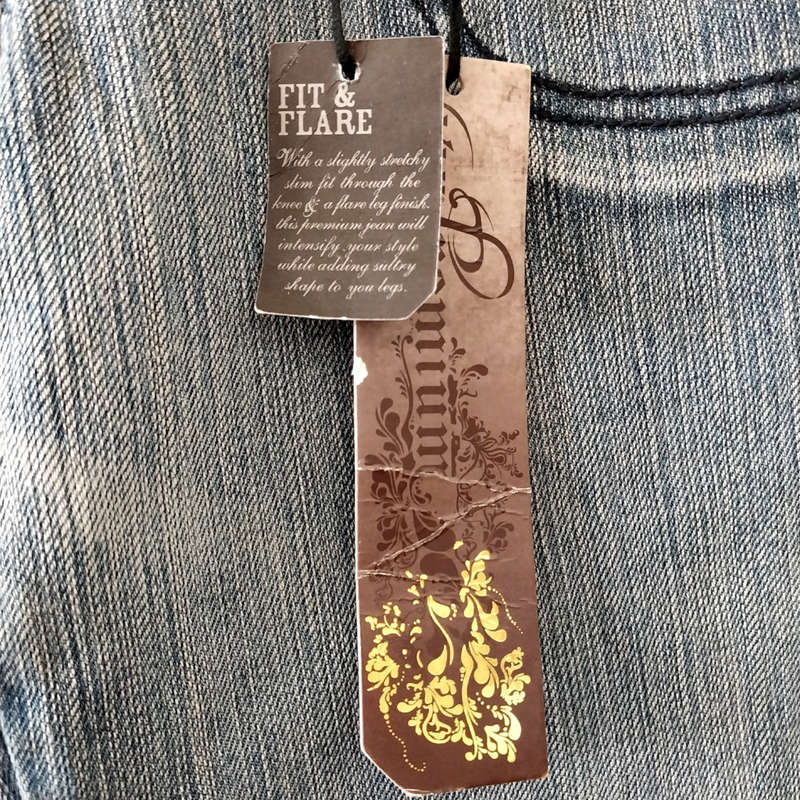 FIT &
FLARE
With a slightly stretchy
slim fit through the
knee & a flare leg finish.
this premium jean will
intensify your style
while adding sultry
shape to you legs.